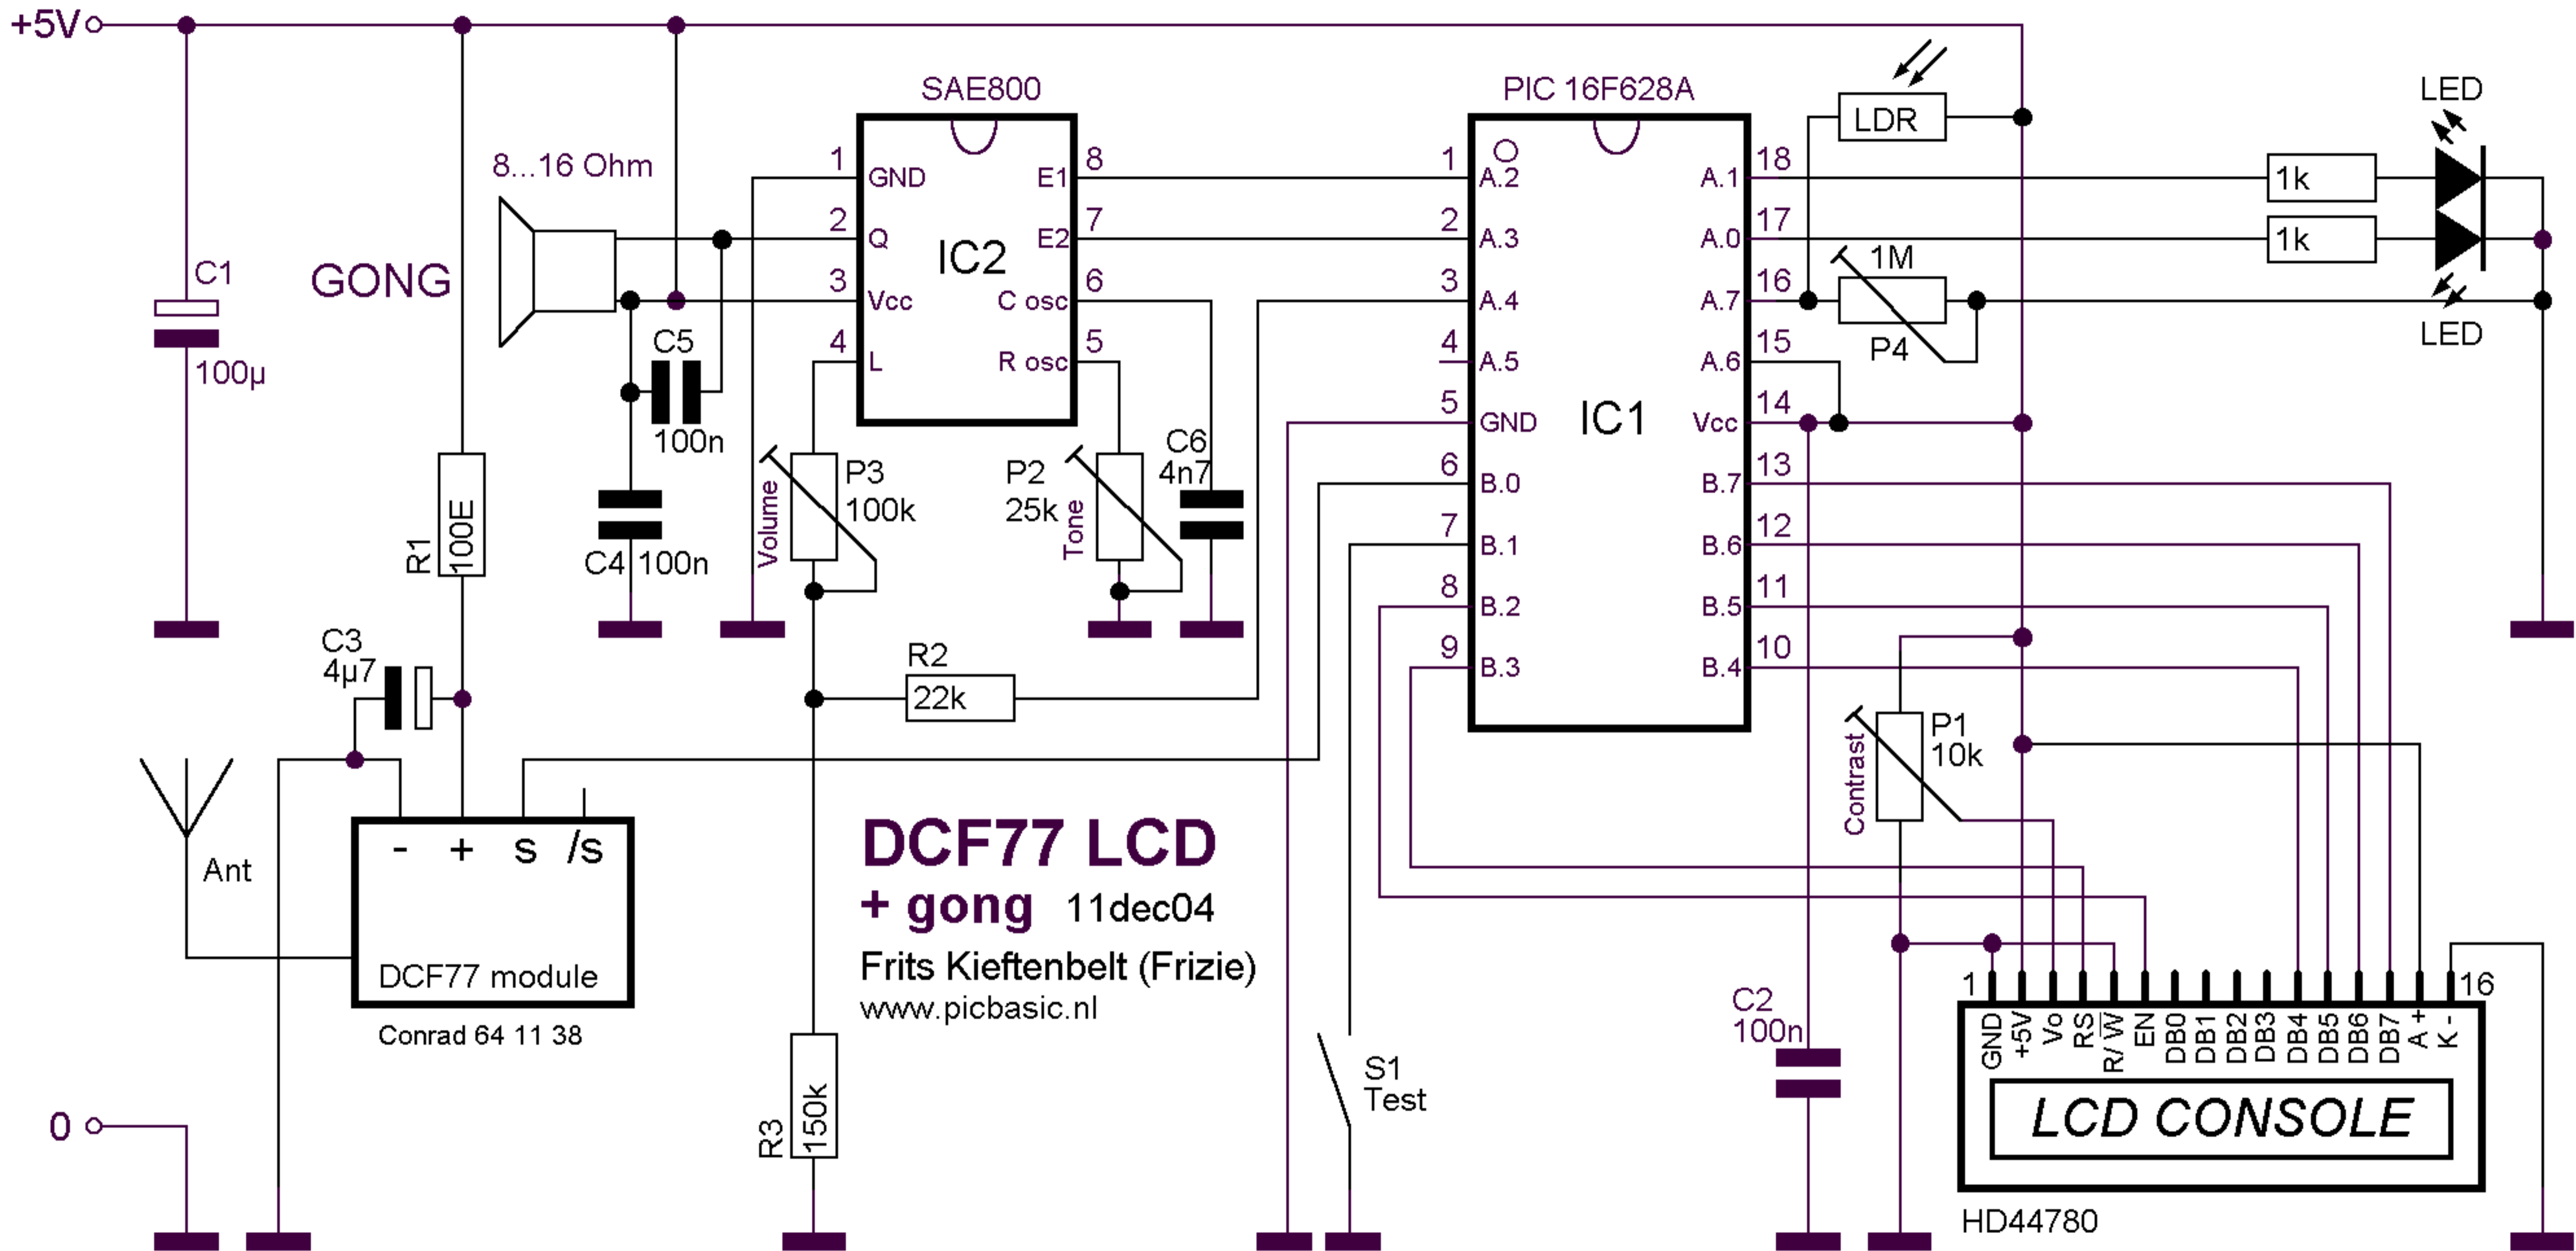 +5V
C1
100µ
0
GONG
8...16 Ohm
R1
100E
C3
4µ7
Ant
- + s /s
DCF77 module
Conrad 64 11 38
C5
100n
C4 100n
SAE800
IC2
1 GND
2 Q
3 Vcc
4 L
E1 8
E2 7
C osc 6
R osc 5
Volume
P3
100k
Tone
P2
25k
C6
4n7
R2
22k
R3
150k
DCF77 LCD
+ gong 11dec04
Frits Kieftenbelt (Frizie)
www.picbasic.nl
S1
Test
PIC 16F628A
IC1
1 A.2
2 A.3
3 A.4
4 A.5
5 GND
6 B.0
7 B.1
8 B.2
9 B.3
A.1 18
A.0 17
A.7 16
A.6 15
Vcc 14
B.7 13
B.6 12
B.5 11
B.4 10
LDR
1M
P4
LED
1k
1k
LED
Contrast
P1
10k
C2
100n
1 16
GND
+5V
Vo
RS
R/W̅
EN
DB0
DB1
DB2
DB3
DB4
DB5
DB6
DB7
A +
K -
LCD CONSOLE
HD44780